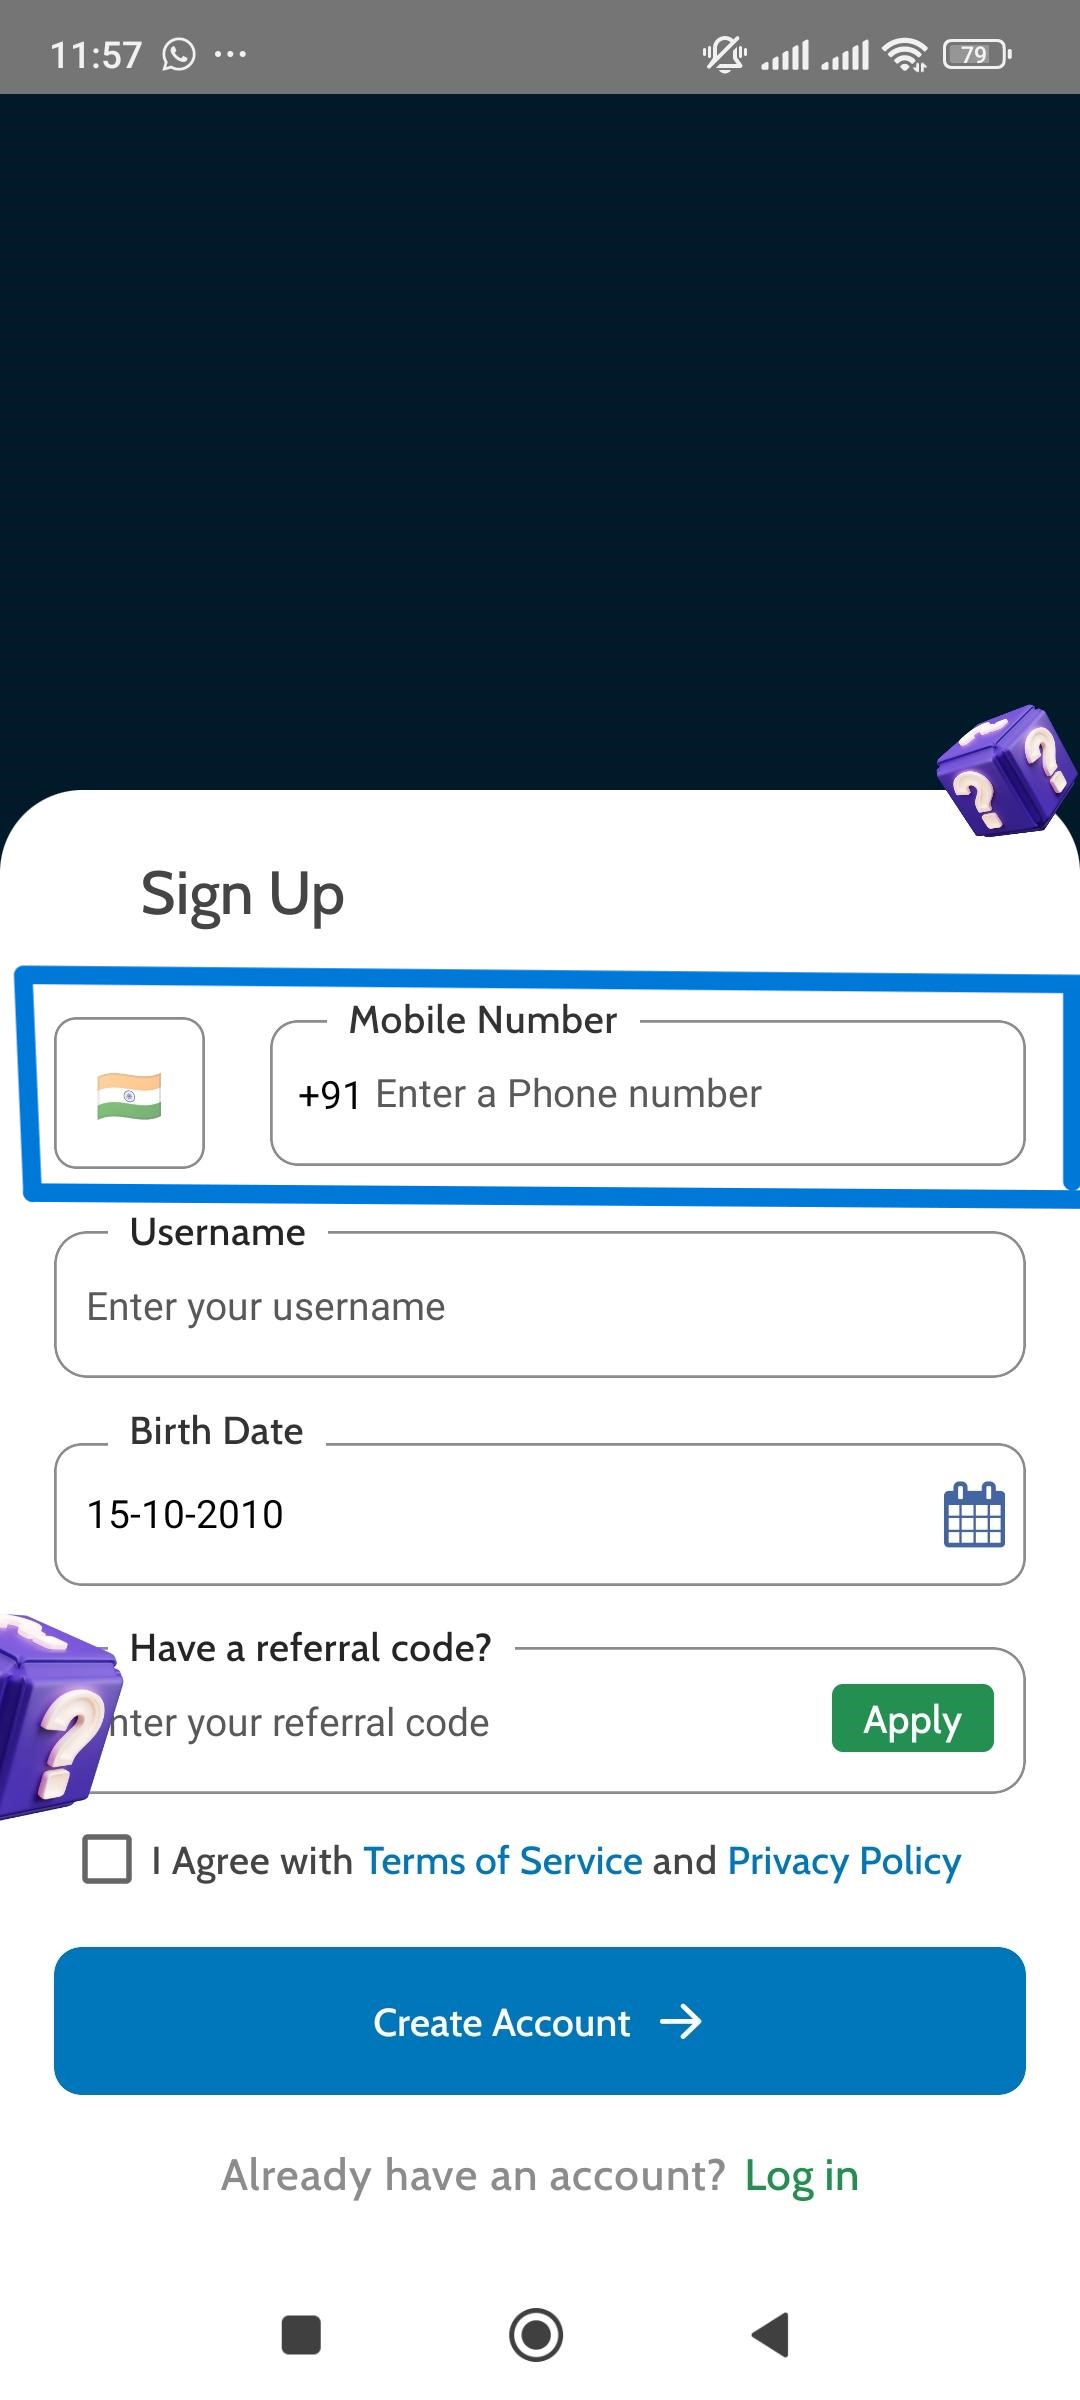 11:57
79
Sign Up
Mobile Number
+91 Enter a Phone number
Username
Enter your username
Birth Date
15-10-2010
Have a referral code?
nter your referral code
Apply
I Agree with Terms of Service and Privacy Policy
Create Account
Already have an account? Log in